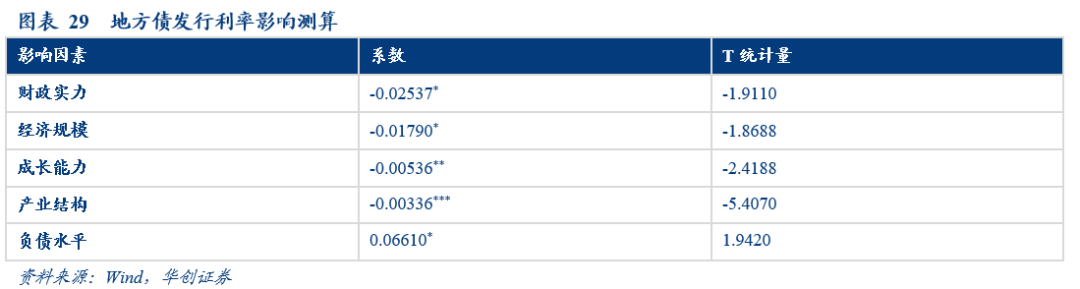 图表 29 地方债发行利率影响测算
影响因素 系数 T 统计量
财政实力 -0.02537* -1.9110
经济规模 -0.01790* -1.8688
成长能力 -0.00536** -2.4188
产业结构 -0.00336*** -5.4070
负债水平 0.06610* 1.9420
资料来源：Wind，华创证券